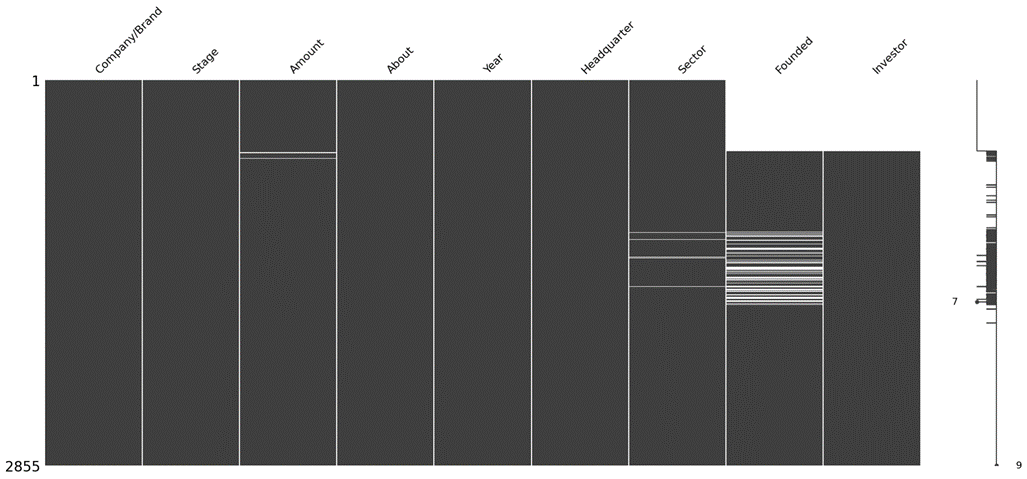 Company/Brand
Stage
Amount
About
Year
Headquarter
Sector
Founded
Investor
1
7
2855
9